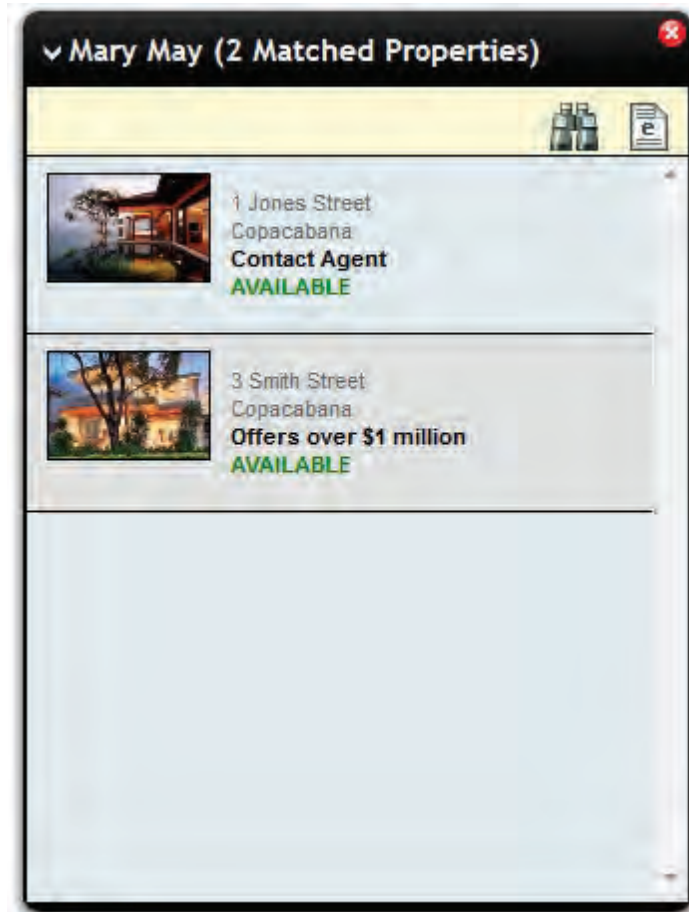 Mary May (2 Matched Properties)
e
1 Jones Street
Copacabana
Contact Agent
AVAILABLE
3 Smith Street
Copacabana
Offers over $1 million
AVAILABLE